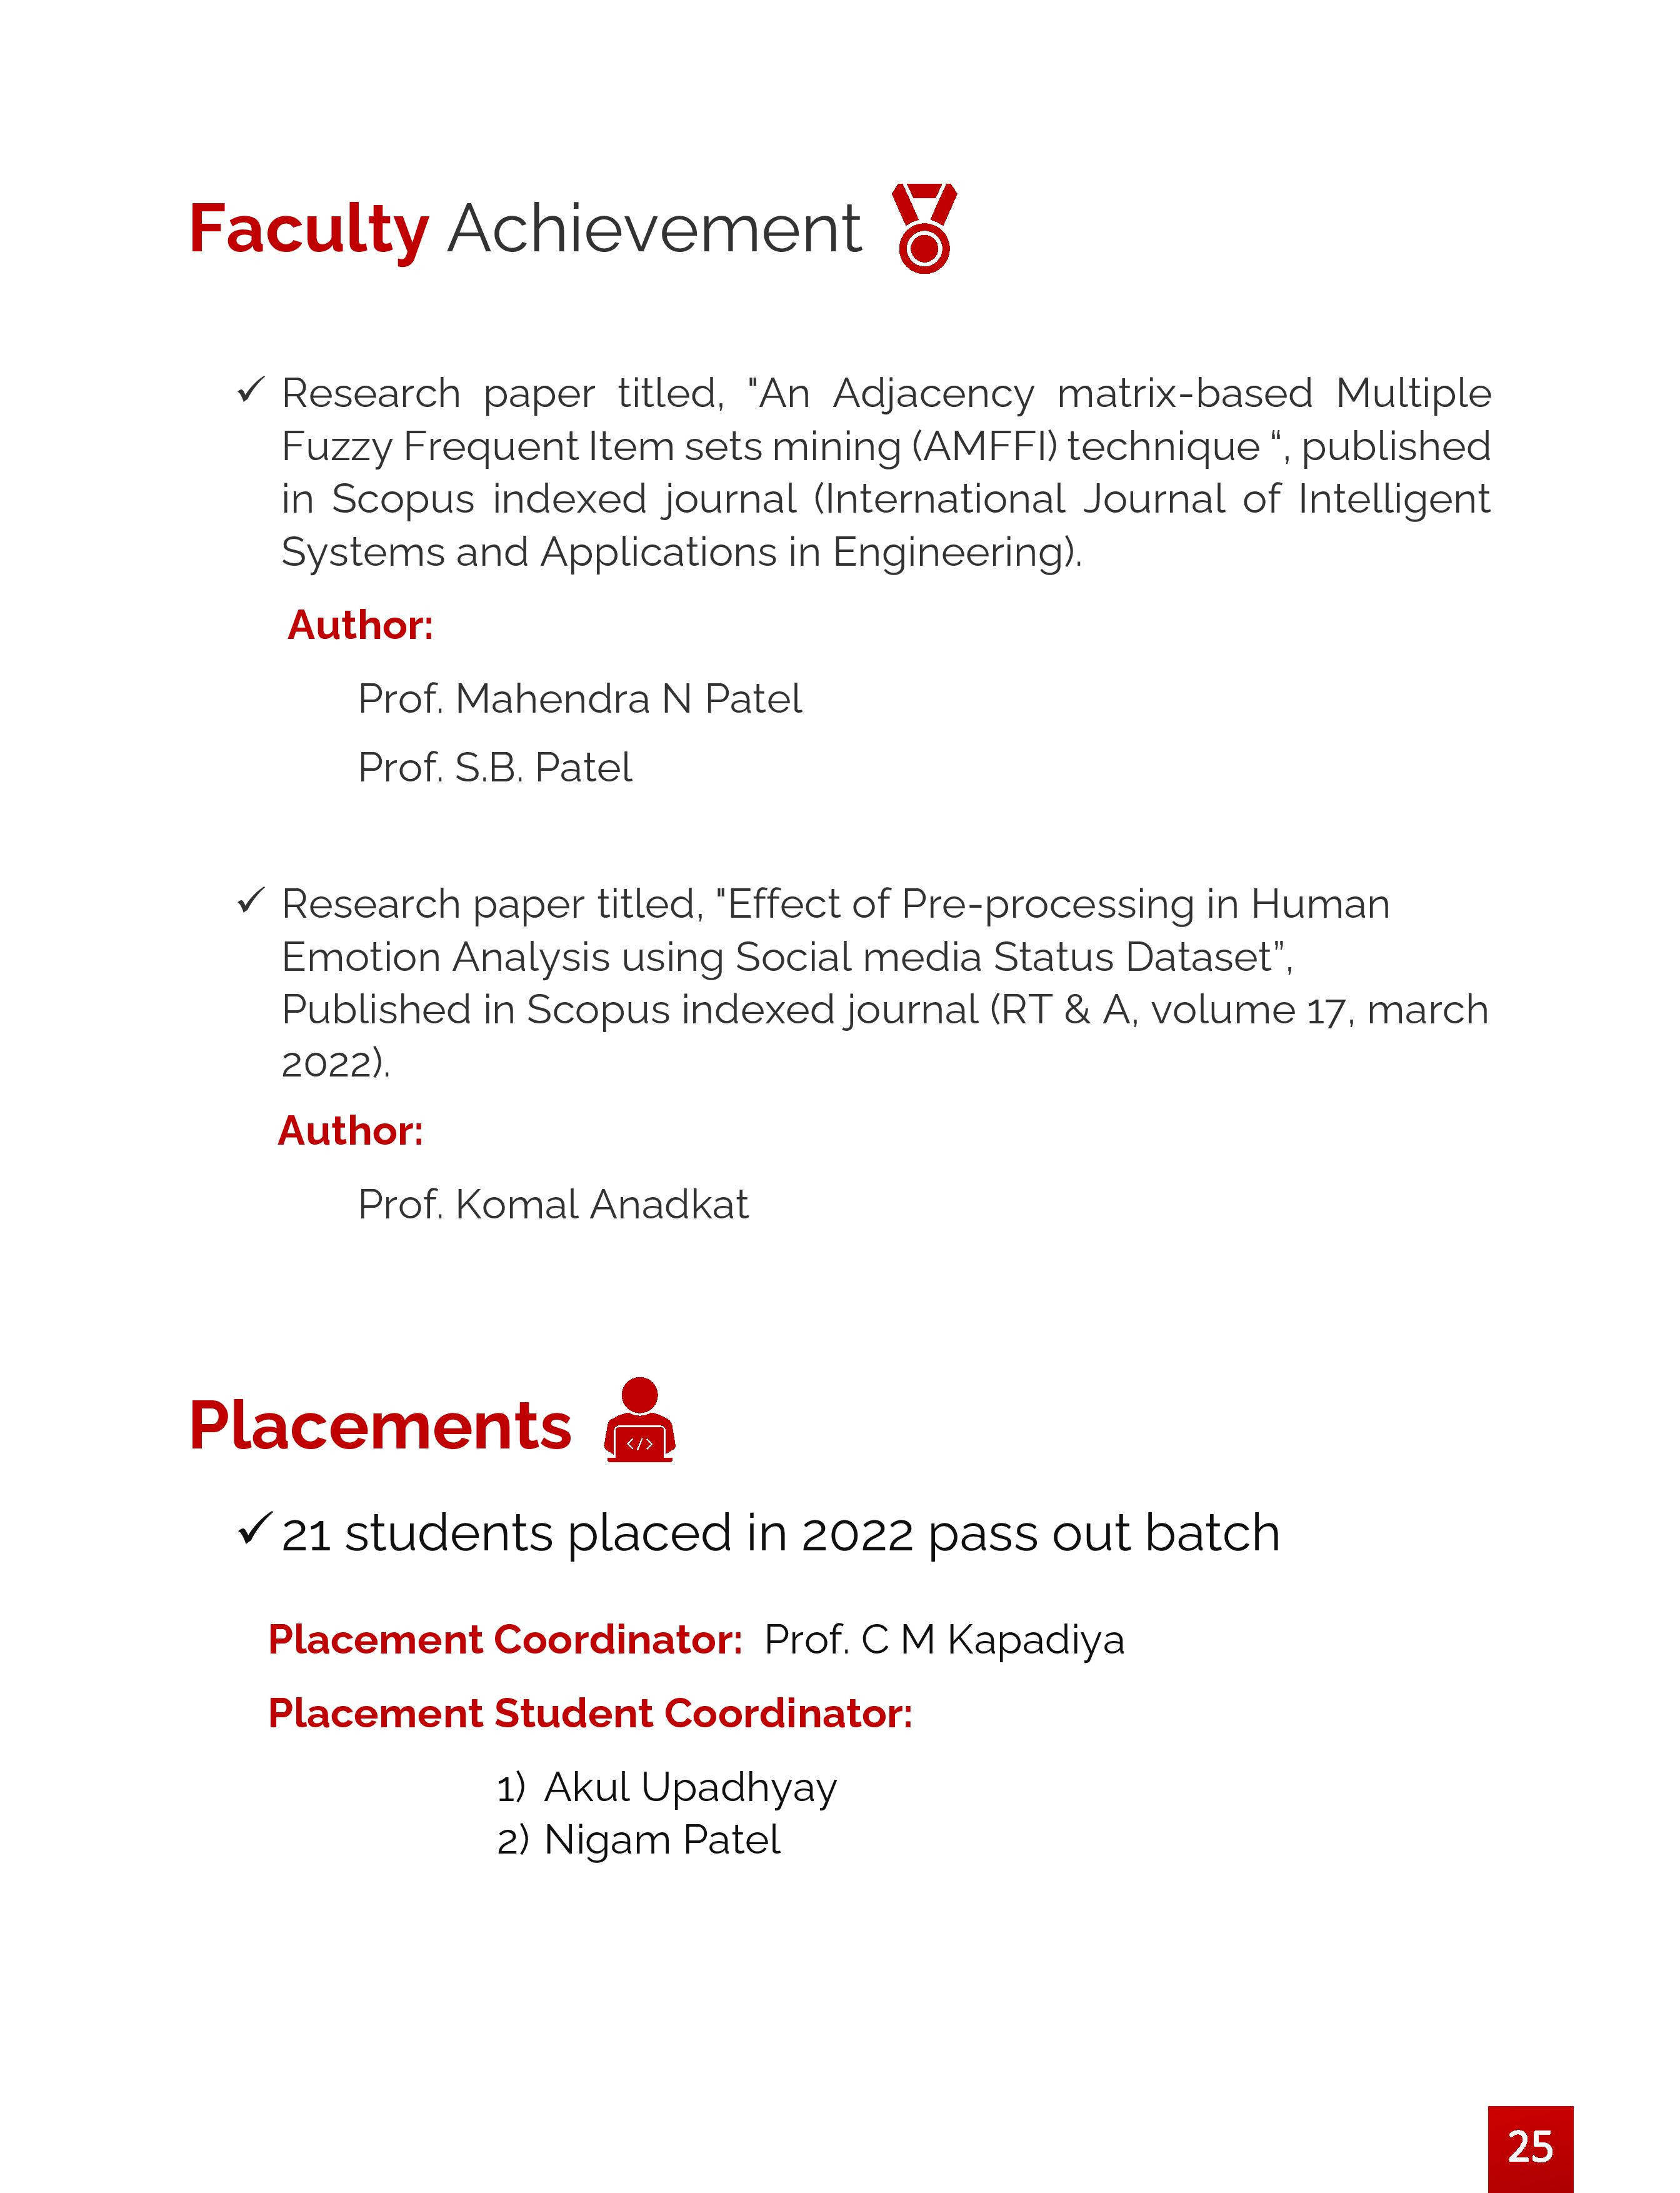 Faculty Achievement
✓ Research paper titled, "An Adjacency matrix-based Multiple
Fuzzy Frequent Item sets mining (AMFFI) technique “, published
in Scopus indexed journal (International Journal of Intelligent
Systems and Applications in Engineering).
Author:
Prof. Mahendra N Patel
Prof. S.B. Patel
✓ Research paper titled, "Effect of Pre-processing in Human
Emotion Analysis using Social media Status Dataset”,
Published in Scopus indexed journal (RT & A, volume 17, march
2022).
Author:
Prof. Komal Anadkat
Placements
</>
✓ 21 students placed in 2022 pass out batch
Placement Coordinator: Prof. C M Kapadiya
Placement Student Coordinator:
1) Akul Upadhyay
2) Nigam Patel
25